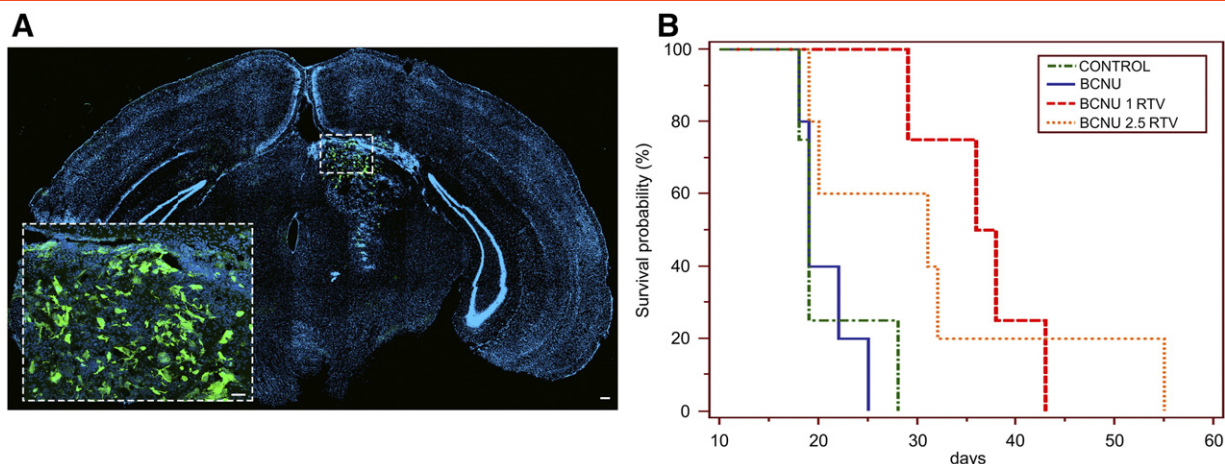 A
B
100
80
60
40
20
0
Survival probability (%)
CONTROL
BCNU
BCNU 1 RTV
BCNU 2.5 RTV
10 20 30 40 50 60
days